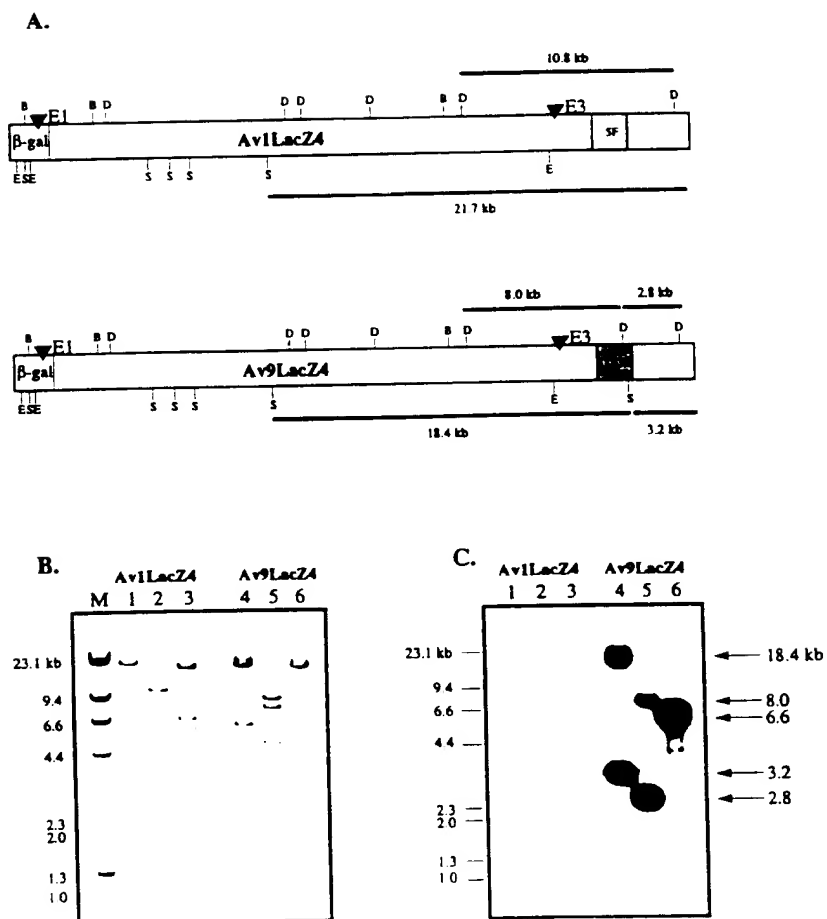 A.
10.8 kb
B E1 B D D D D B D E3 D
β-gal Av1LacZ4 SF
E S E S S S S E
21.7 kb
8.0 kb 2.8 kb
B E1 B D D D D B D E3 D D
β-gal Av9LacZ4
E S E S S S S E S
18.4 kb 3.2 kb
B.
Av1LacZ4 Av9LacZ4
M 1 2 3 4 5 6
23.1 kb
9.4
6.6
4.4
2.3
2.0
1.3
1.0
C.
Av1LacZ4 Av9LacZ4
1 2 3 4 5 6
23.1
9.4
6.6
4.4
2.3
2.0
1.3
1.0
18.4 kb
8.0
6.6
3.2
2.8